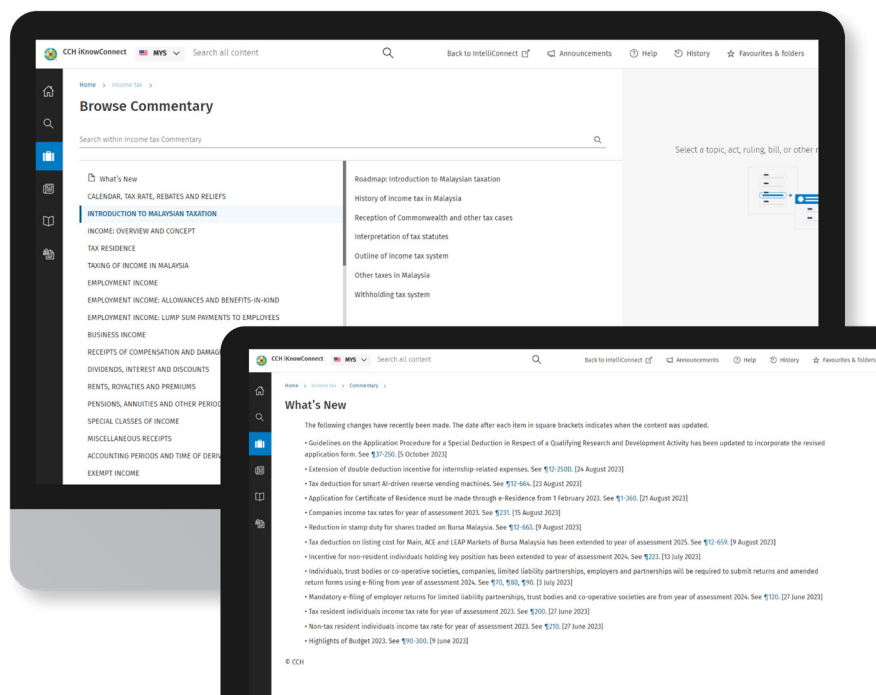 CCH iKnowConnect MYS Search all content Back to IntelliConnect Announcements Help History Favourites & folders
Home > Income tax >
Browse Commentary
Search within Income tax Commentary
Select a topic, act, ruling, bill, or other
What's New
CALENDAR, TAX RATE, REBATES AND RELIEFS
INTRODUCTION TO MALAYSIAN TAXATION
INCOME: OVERVIEW AND CONCEPT
TAX RESIDENCE
TAXING OF INCOME IN MALAYSIA
EMPLOYMENT INCOME
EMPLOYMENT INCOME: ALLOWANCES AND BENEFITS-IN-KIND
EMPLOYMENT INCOME: LUMP SUM PAYMENTS TO EMPLOYEES
BUSINESS INCOME
RECEIPTS OF COMPENSATION AND DAMAG
DIVIDENDS, INTEREST AND DISCOUNTS
RENTS, ROYALTIES AND PREMIUMS
PENSIONS, ANNUITIES AND OTHER PERIOD
SPECIAL CLASSES OF INCOME
MISCELLANEOUS RECEIPTS
ACCOUNTING PERIODS AND TIME OF DERIV
EXEMPT INCOME
Roadmap: Introduction to Malaysian taxation
History of income tax in Malaysia
Reception of Commonwealth and other tax cases
Interpretation of tax statutes
Outline of income tax system
Other taxes in Malaysia
Withholding tax system
CCH iKnowConnect MYS Search all content Back to IntelliConnect Announcements Help History Favourites & folders
Home > Income tax > Commentary >
What's New
The following changes have recently been made. The date after each item in square brackets indicates when the content was updated.
• Guidelines on the Application Procedure for a Special Deduction in Respect of a Qualifying Research and Development Activity has been updated to incorporate the revised
application form. See ¶37-250. [5 October 2023]
• Extension of double deduction incentive for internship-related expenses. See ¶12-250D. [24 August 2023]
• Tax deduction for smart AI-driven reverse vending machines. See ¶12-664. [23 August 2023]
• Application for Certificate of Residence must be made through e-Residence from 1 February 2023. See ¶1-360. [21 August 2023]
• Companies income tax rates for year of assessment 2023. See ¶231. [15 August 2023]
• Reduction in stamp duty for shares traded on Bursa Malaysia. See ¶12-663. [9 August 2023]
• Tax deduction on listing cost for Main, ACE and LEAP Markets of Bursa Malaysia has been extended to year of assessment 2025. See ¶12-659. [9 August 2023]
• Incentive for non-resident individuals holding key position has been extended to year of assessment 2024. See ¶223. [13 July 2023]
• Individuals, trust bodies or co-operative societies, companies, limited liability partnerships, employers and partnerships will be required to submit returns and amended
return forms using e-filing from year of assessment 2024. See ¶70, ¶80, ¶90. [3 July 2023]
• Mandatory e-filing of employer returns for limited liability partnerships, trust bodies and co-operative societies are from year of assessment 2024. See ¶120. [27 June 2023]
• Tax resident individuals income tax rate for year of assessment 2023. See ¶200. [27 June 2023]
• Non-tax resident individuals income tax rate for year of assessment 2023. See ¶210. [27 June 2023]
• Highlights of Budget 2023. See ¶90-300. [9 June 2023]
© CCH